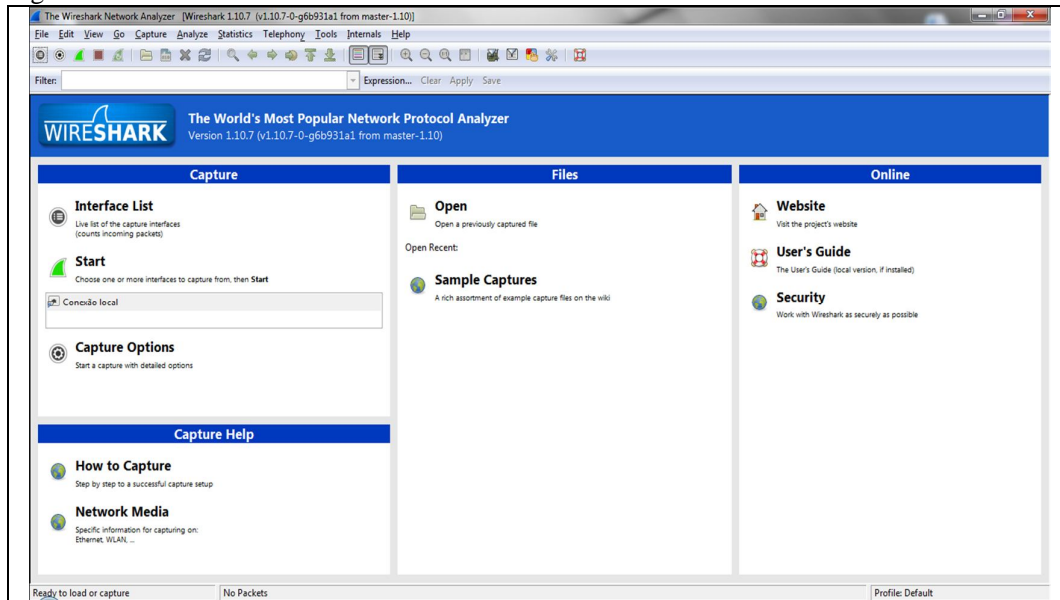 The Wireshark Network Analyzer [Wireshark 1.10.7 (v1.10.7-0-g6b931a1 from master-1.10)]
File Edit View Go Capture Analyze Statistics Telephony Tools Internals Help
Filter: Expression... Clear Apply Save
WIRESHARK
The World's Most Popular Network Protocol Analyzer
Version 1.10.7 (v1.10.7-0-g6b931a1 from master-1.10)
Capture
Interface List
Live list of the capture interfaces
(counts incoming packets)
Start
Choose one or more interfaces to capture from, then Start
Conexão local
Capture Options
Start a capture with detailed options
Capture Help
How to Capture
Step by step to a successful capture setup
Network Media
Specific information for capturing on:
Ethernet, WLAN, ...
Files
Open
Open a previously captured file
Open Recent:
Sample Captures
A rich assortment of example capture files on the wiki
Online
Website
Visit the project's website
User's Guide
The User's Guide (local version, if installed)
Security
Work with Wireshark as securely as possible
Ready to load or capture No Packets Profile: Default